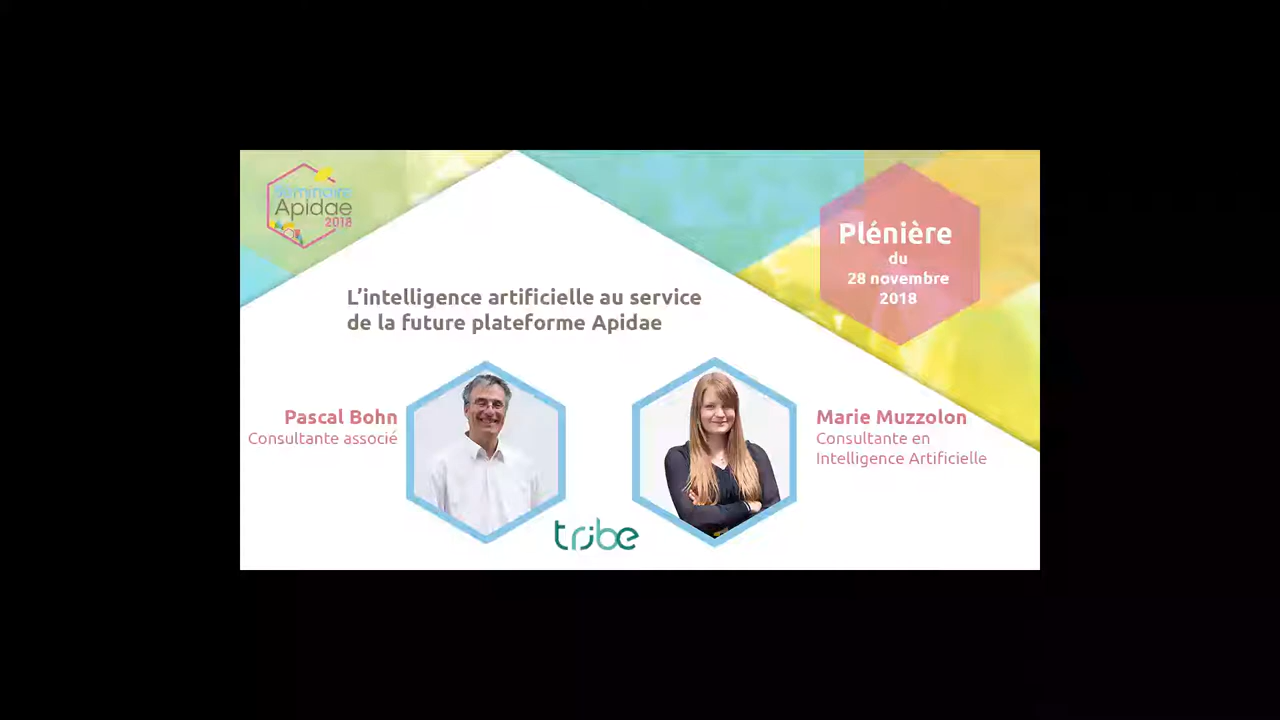 Séminaire
Apidae
2018
Plénière
du
28 novembre
2018
L'intelligence artificielle au service
de la future plateforme Apidae
Pascal Bohn
Consultante associé
Marie Muzzolon
Consultante en
Intelligence Artificielle
tribe